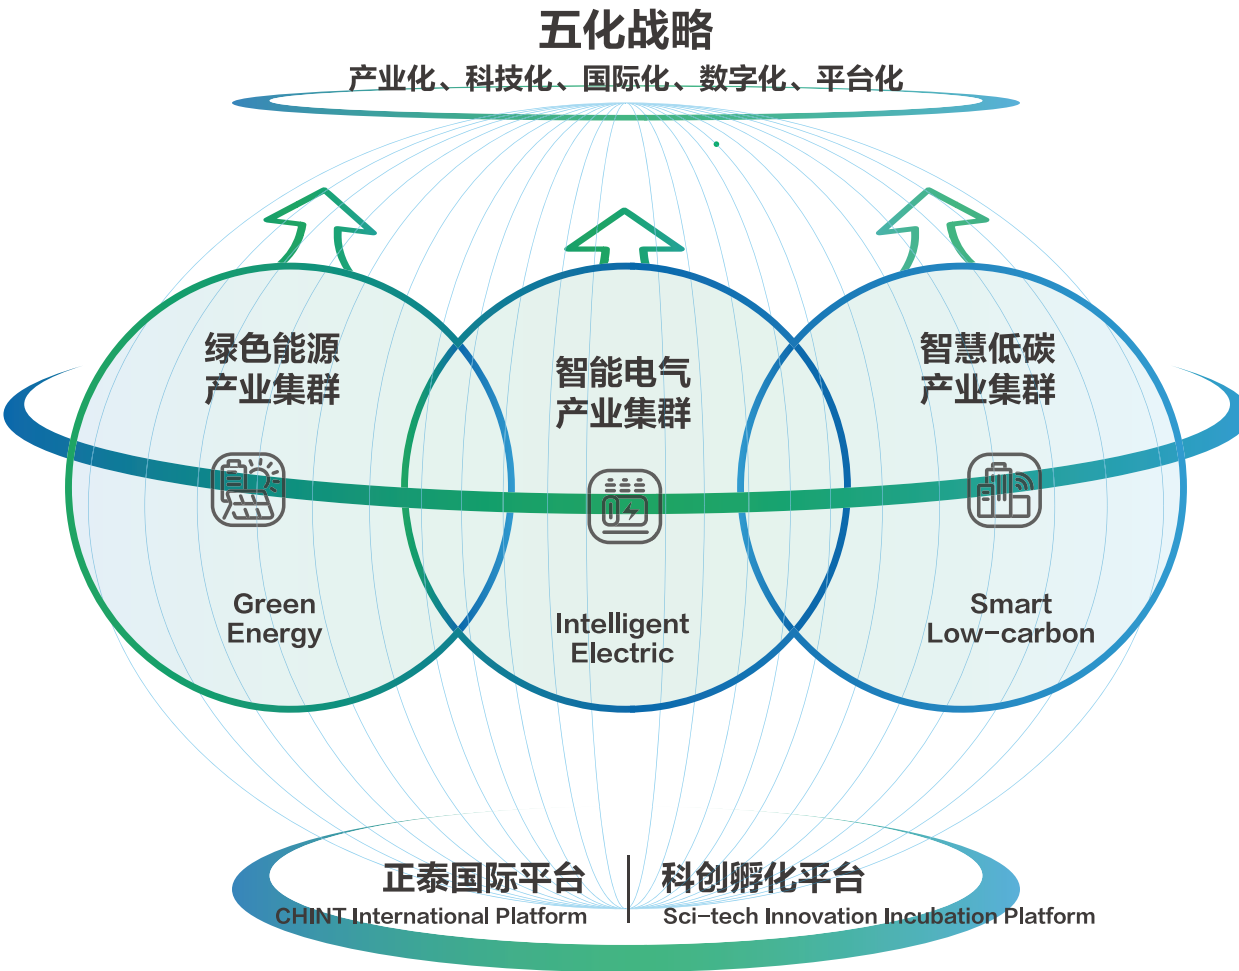 五化战略
产业化、科技化、国际化、数字化、平台化
绿色能源
产业集群
Green
Energy
智能电气
产业集群
Intelligent
Electric
智慧低碳
产业集群
Smart
Low-carbon
正泰国际平台
CHINT International Platform
科创孵化平台
Sci-tech Innovation Incubation Platform